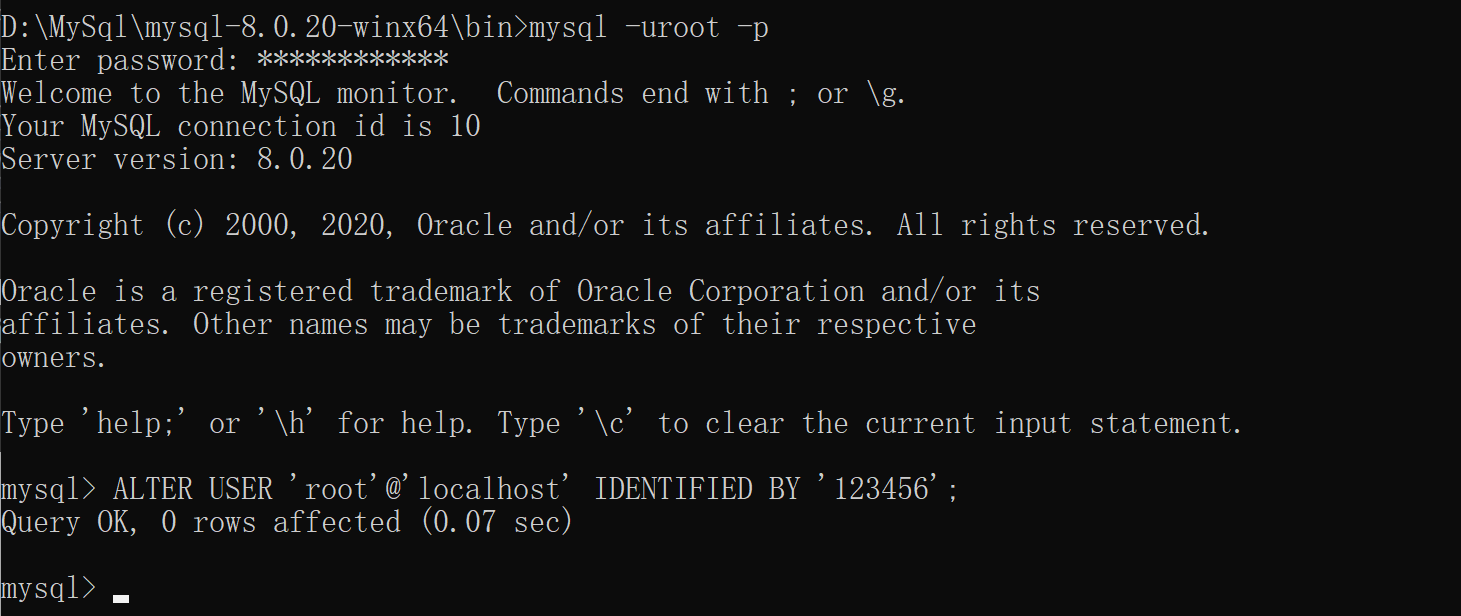 D:\MySql\mysql-8.0.20-winx64\bin>mysql -uroot -p
Enter password: ************
Welcome to the MySQL monitor.  Commands end with ; or \g.
Your MySQL connection id is 10
Server version: 8.0.20
Copyright (c) 2000, 2020, Oracle and/or its affiliates. All rights reserved.
Oracle is a registered trademark of Oracle Corporation and/or its
affiliates. Other names may be trademarks of their respective
owners.
Type 'help;' or '\h' for help. Type '\c' to clear the current input statement.
mysql> ALTER USER 'root'@'localhost' IDENTIFIED BY '123456';
Query OK, 0 rows affected (0.07 sec)
mysql>